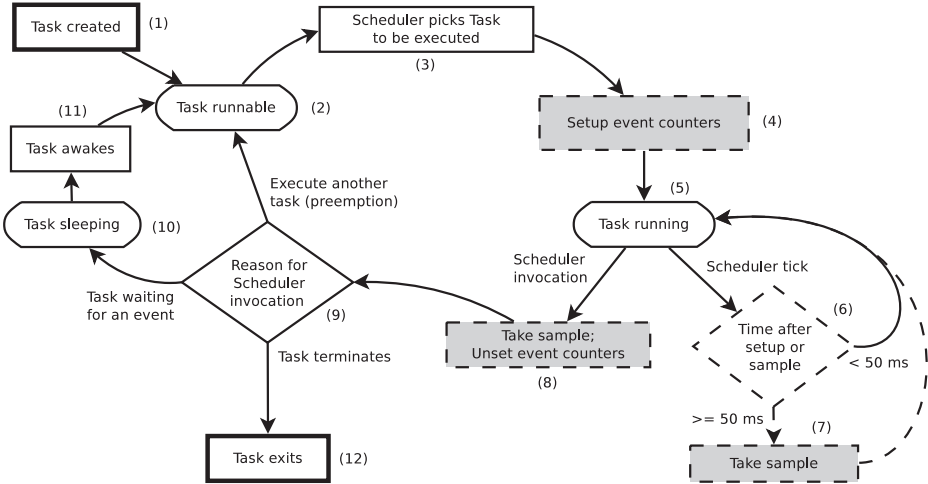 Task created
(1)
Scheduler picks Task
to be executed
(3)
Task runnable
(2)
(11)
Task awakes
Setup event counters
(4)
Execute another
task (preemption)
(5)
Task sleeping
(10)
Task running
Reason for
Scheduler
invocation
(9)
Scheduler
invocation
Scheduler tick
Task waiting
for an event
(6)
Time after
setup or
sample
Take sample;
Unset event counters
(8)
< 50 ms
Task terminates
>= 50 ms
(7)
Task exits
(12)
Take sample